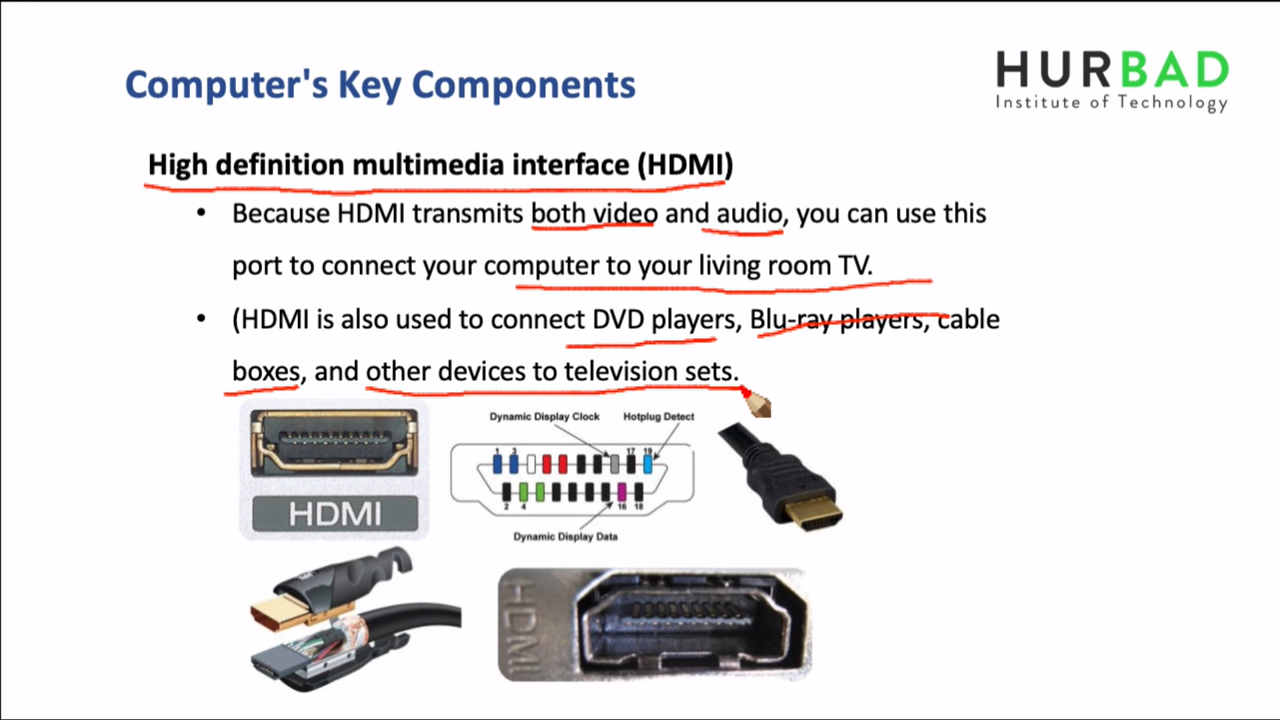 HURBAD
Institute of Technology
Computer's Key Components
High definition multimedia interface (HDMI)
• Because HDMI transmits both video and audio, you can use this
port to connect your computer to your living room TV.
• (HDMI is also used to connect DVD players, Blu-ray players, cable
boxes, and other devices to television sets.
HDMI
Dynamic Display Clock
Hotplug Detect
1 3 17 19
2 4 16 18
Dynamic Display Data
HDMI